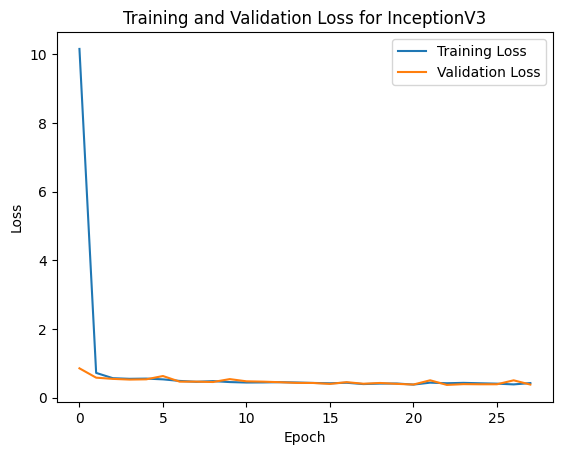 Training and Validation Loss for InceptionV3
Training Loss
Validation Loss
10
8
6
4
2
0
Loss
0 5 10 15 20 25
Epoch